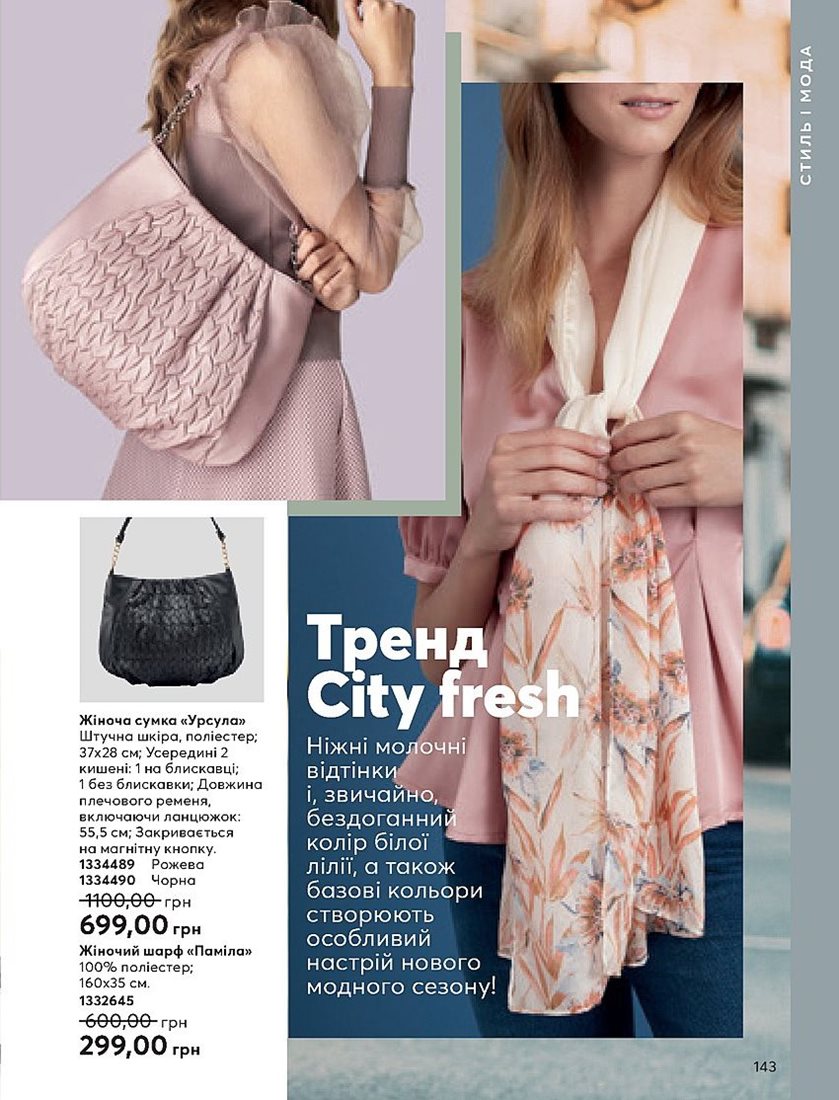 СТИЛЬ І МОДА
Тренд
City fresh
Ніжні молочні
відтінки
і, звичайно,
бездоганний
колір білої
лілії, а також
базові кольори
створюють
особливий
настрій нового
модного сезону!
Жіноча сумка «Урсула»
Штучна шкіра, поліестер;
37х28 см; Усередині 2
кишені: 1 на блискавці;
1 без блискавки; Довжина
плечового ременя,
включаючи ланцюжок:
55,5 см; Закривається
на магнітну кнопку.
1334489 Рожева
1334490 Чорна
1100,00 грн
699,00 грн
Жіночий шарф «Паміла»
100% поліестер;
160х35 см.
1332645
600,00 грн
299,00 грн
143